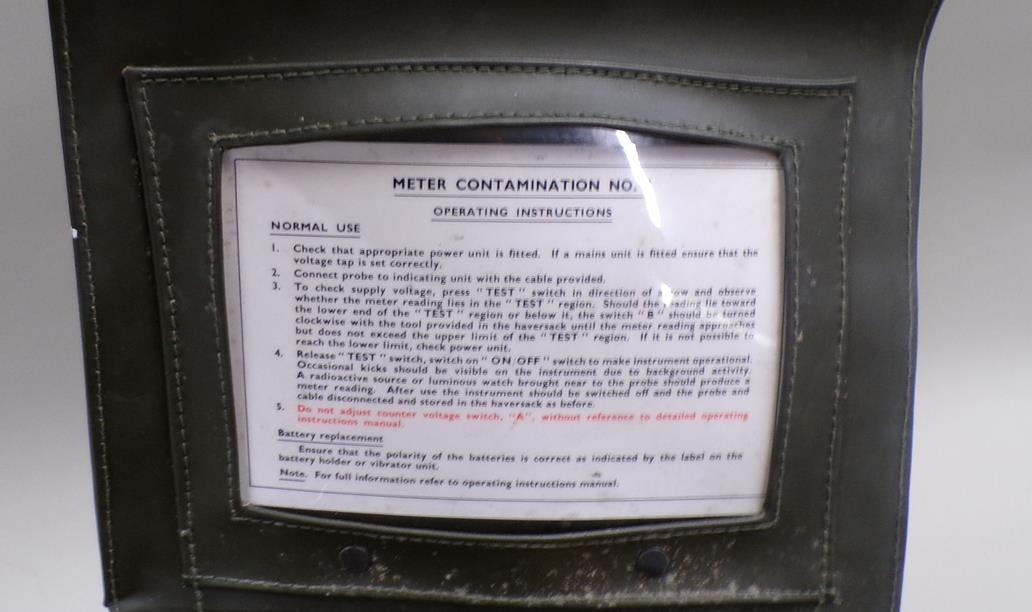 METER CONTAMINATION NO.
OPERATING INSTRUCTIONS
NORMAL USE
1. Check that appropriate power unit is fitted. If a mains unit is fitted ensure that the
voltage tap is set correctly.
2. Connect probe to indicating unit with the cable provided.
3. To check supply voltage, press "TEST" switch in direction of and observe
whether the meter reading lies in the "TEST" region. Should the reading lie toward
the lower end of the "TEST" region or below it, the switch "B" should be turned
clockwise with the tool provided in the haversack until the meter reading approaches
but does not exceed the upper limit of the "TEST" region. If it is not possible to
reach the lower limit, check power unit.
4. Release "TEST" switch, switch on "ON/OFF" switch to make instrument operational.
Occasional kicks should be visible on the instrument due to background activity.
A radioactive source or luminous watch brought near to the probe should produce a
meter reading. After use the instrument should be switched off and the probe and
cable disconnected and stored in the haversack as before.
5. Do not adjust counter voltage switch, "A", without reference to detailed operating
instructions manual.
Battery replacement
Ensure that the polarity of the batteries is correct as indicated by the label on the
battery holder or vibrator unit.
Note. For full information refer to operating instructions manual.